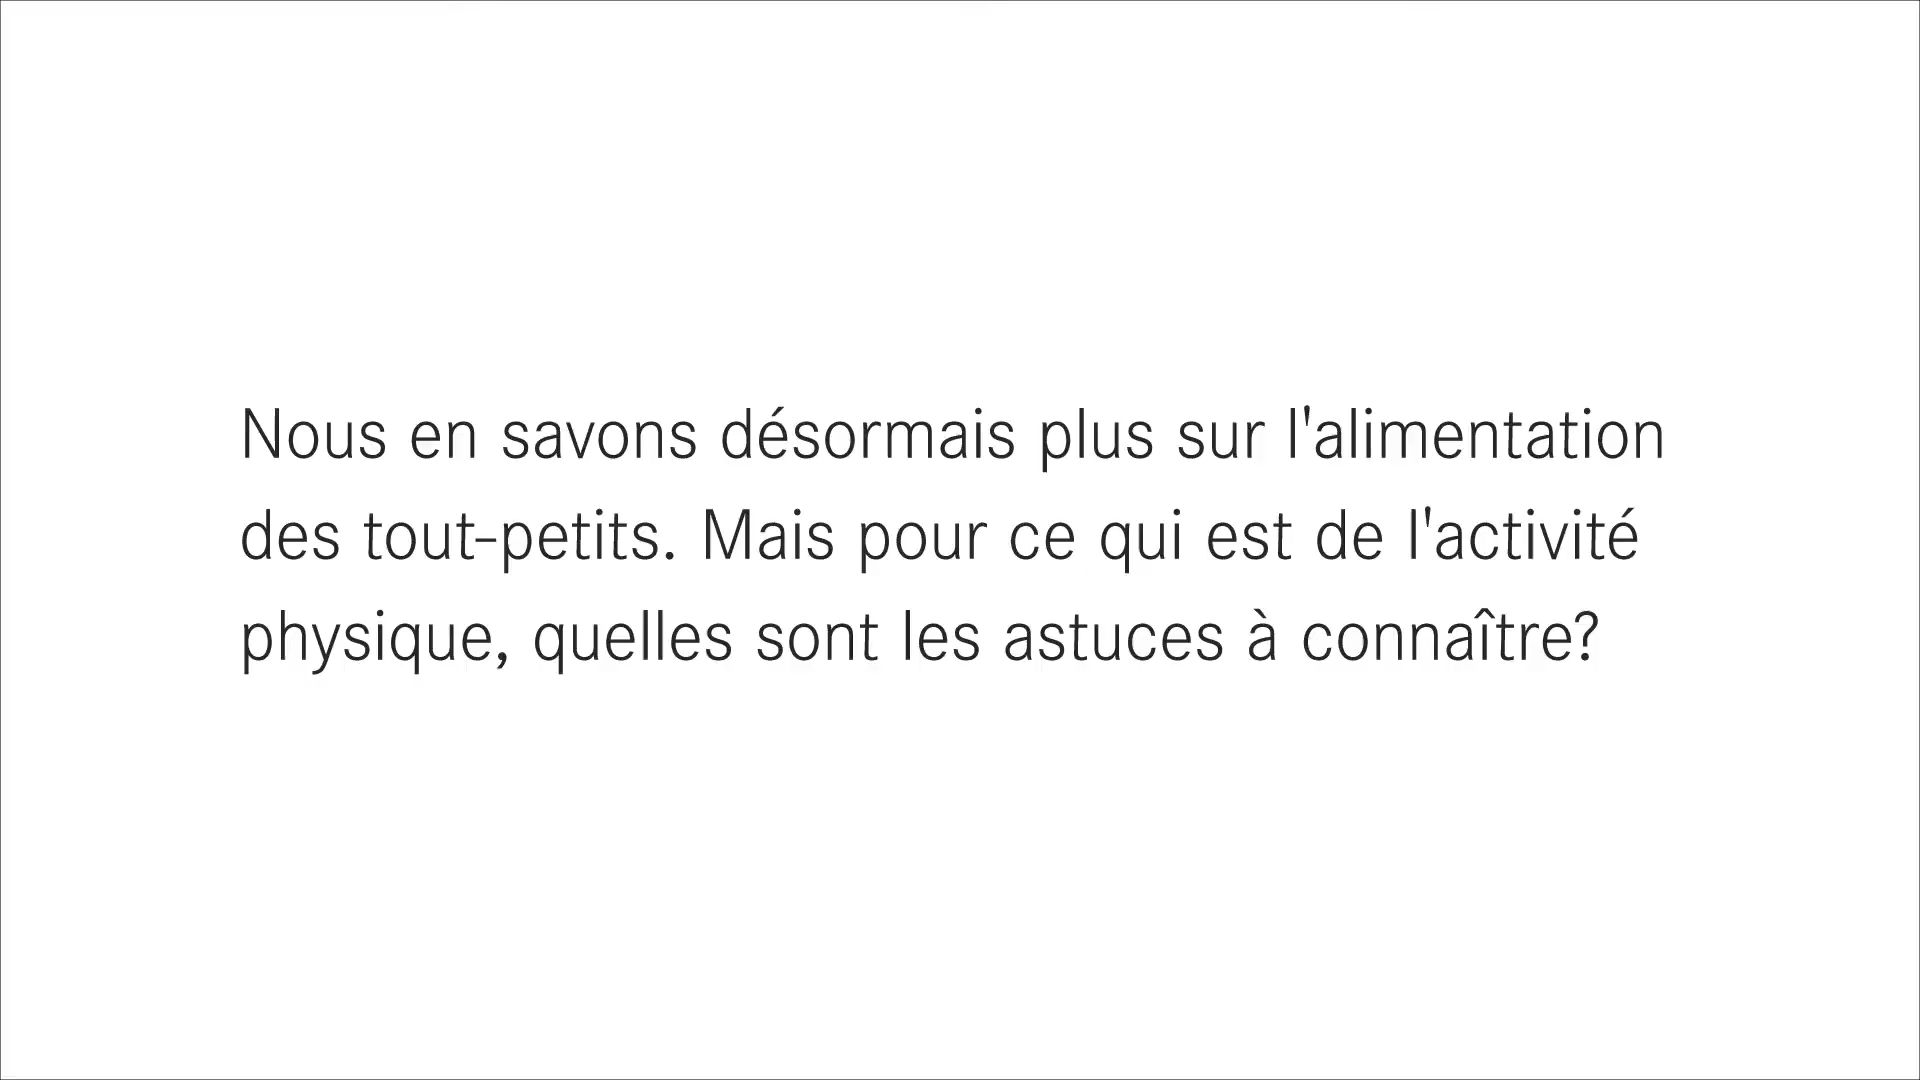 Nous en savons désormais plus sur l'alimentation
des tout-petits. Mais pour ce qui est de l'activité
physique, quelles sont les astuces à connaître?